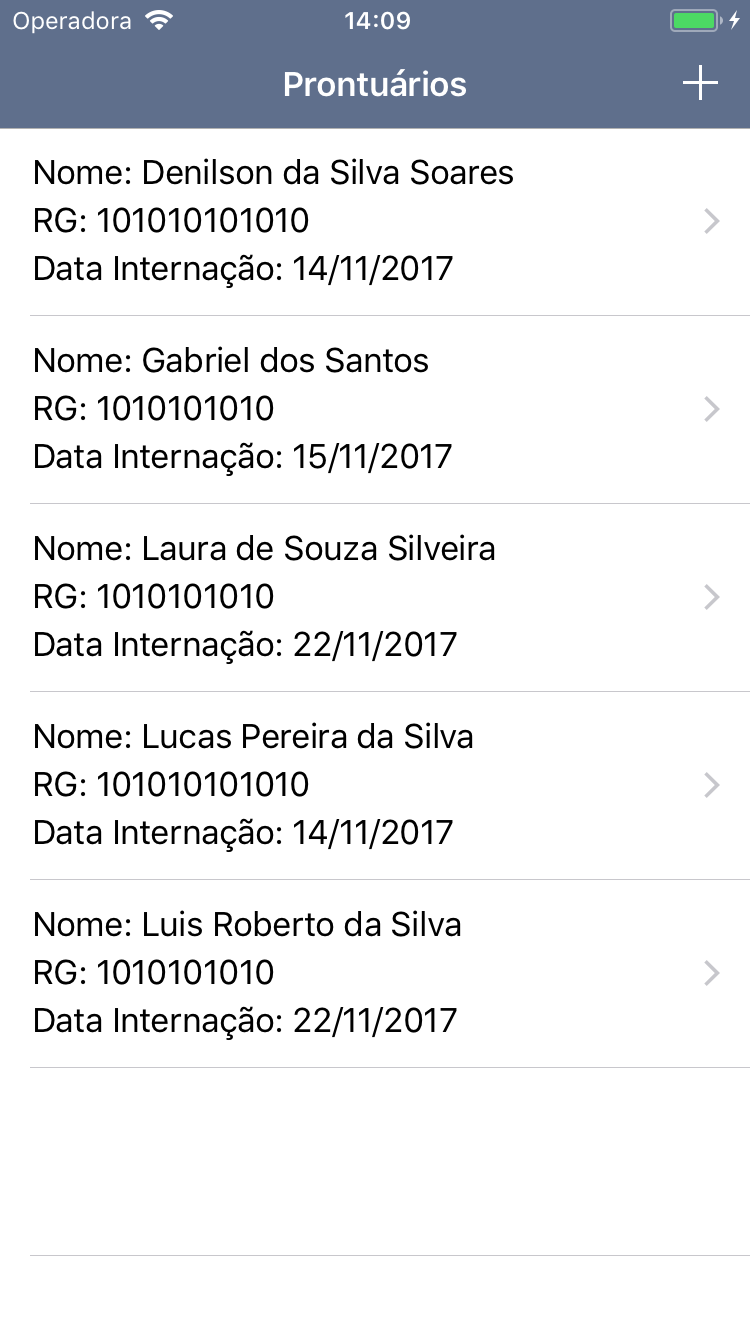 Operadora 14:09
Prontuários
Nome: Denilson da Silva Soares
RG: 101010101010
Data Internação: 14/11/2017
Nome: Gabriel dos Santos
RG: 1010101010
Data Internação: 15/11/2017
Nome: Laura de Souza Silveira
RG: 1010101010
Data Internação: 22/11/2017
Nome: Lucas Pereira da Silva
RG: 101010101010
Data Internação: 14/11/2017
Nome: Luis Roberto da Silva
RG: 1010101010
Data Internação: 22/11/2017